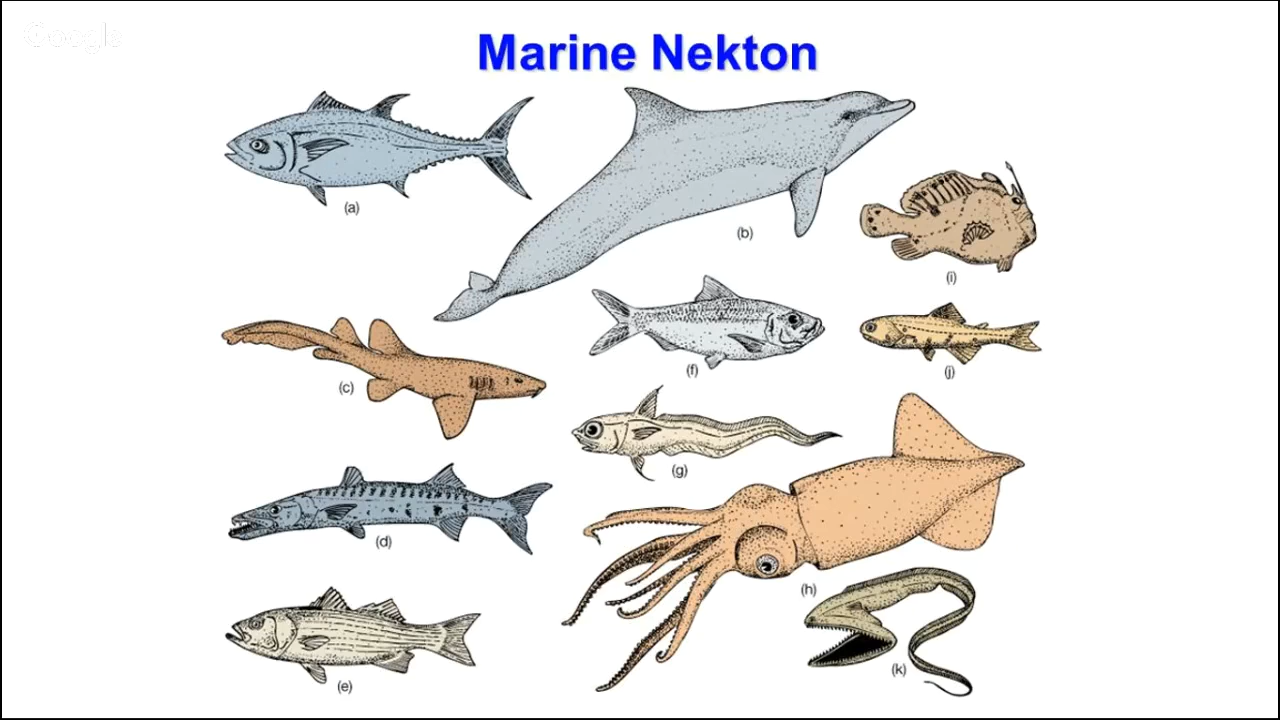 Google
Marine Nekton
(a)
(b)
(i)
(c)
(f)
(j)
(g)
(d)
(h)
(e)
(k)